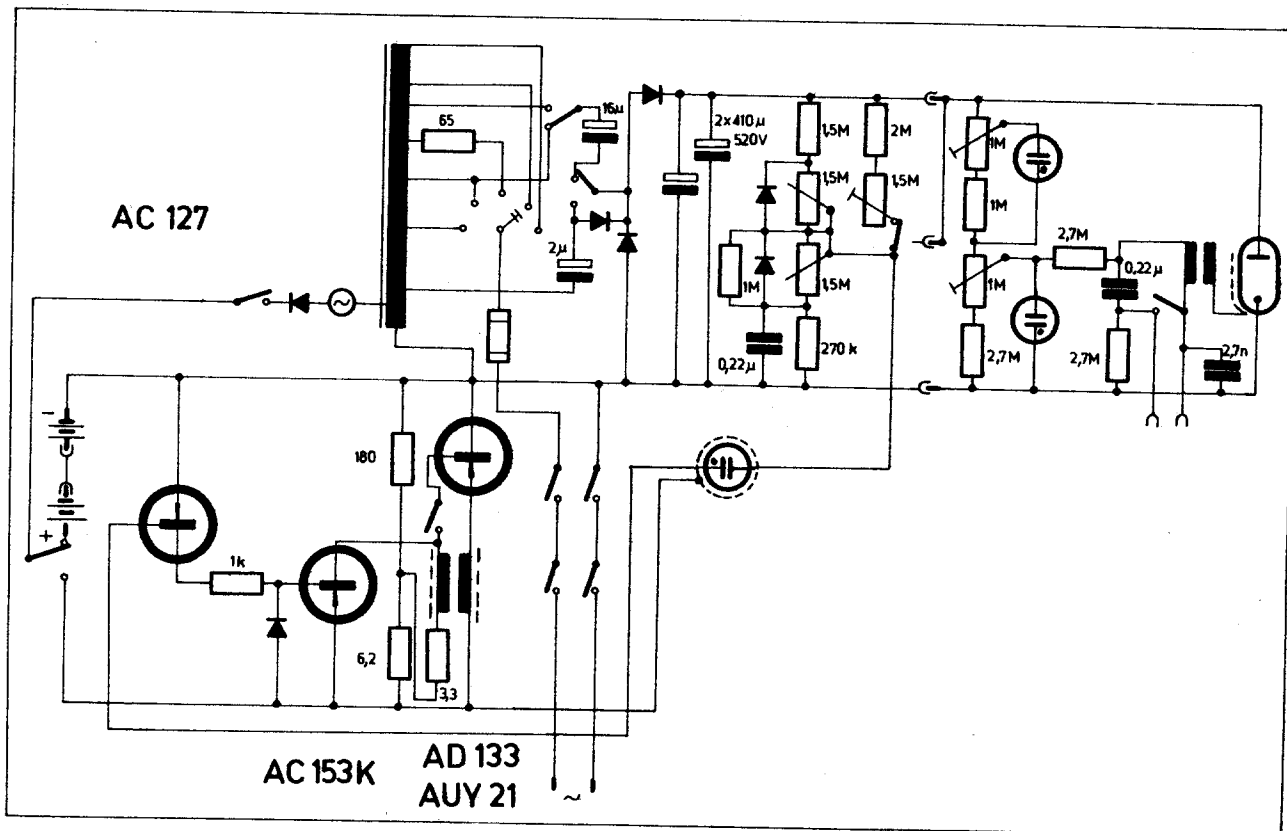 65
16µ
2x410µ
520V
1,5M
2M
1M
1,5M
1,5M
AC 127
1M
2,7M
2µ
0,22µ
1M
1M
1,5M
270 k
2,7M
2,7M
2,7n
0,22µ
-
180
+
1k
6,2
3,3
AC 153K
AD 133
AUY 21
~